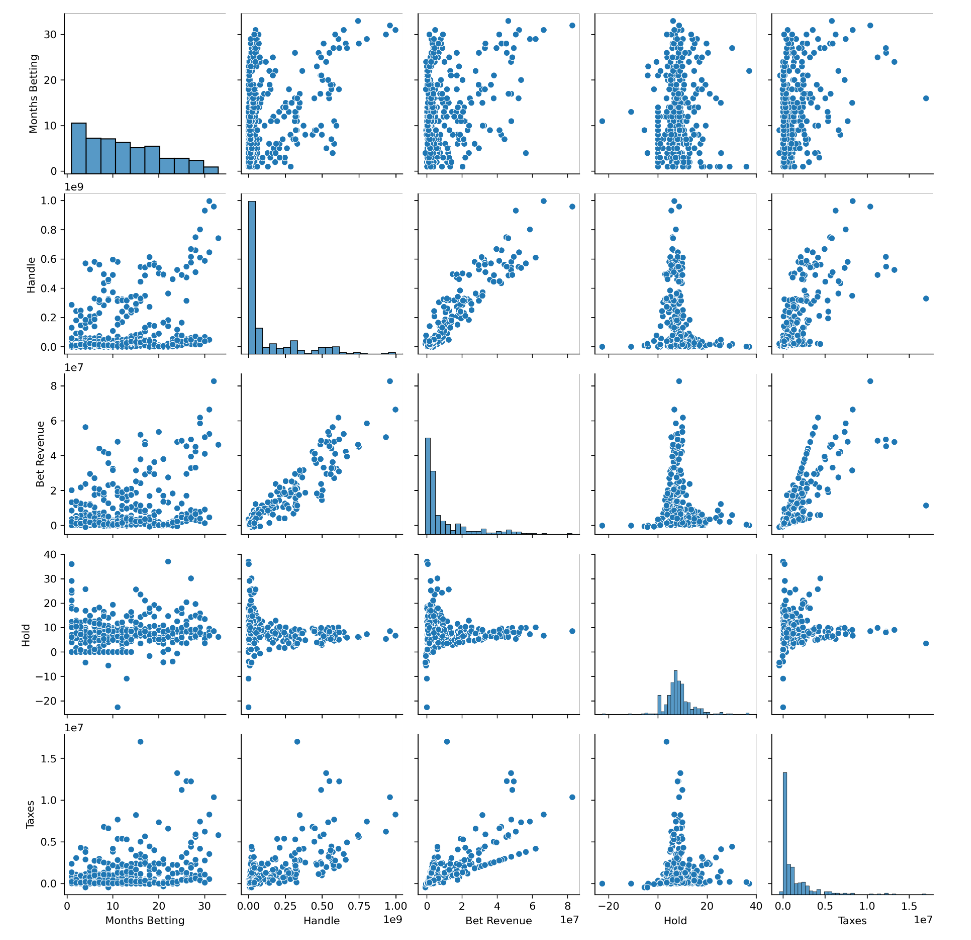 30
20
10
0
Months Betting
1e9
1.0
0.8
0.6
0.4
0.2
0.0
Handle
1e7
8
6
4
2
0
Bet Revenue
40
30
20
10
0
−10
−20
Hold
1e7
1.5
1.0
0.5
0.0
Taxes
0 10 20 30
Months Betting
0.00 0.25 0.50 0.75 1.00
Handle 1e9
0 2 4 6 8
Bet Revenue 1e7
−20 0 20 40
Hold
0.0 0.5 1.0 1.5
Taxes 1e7